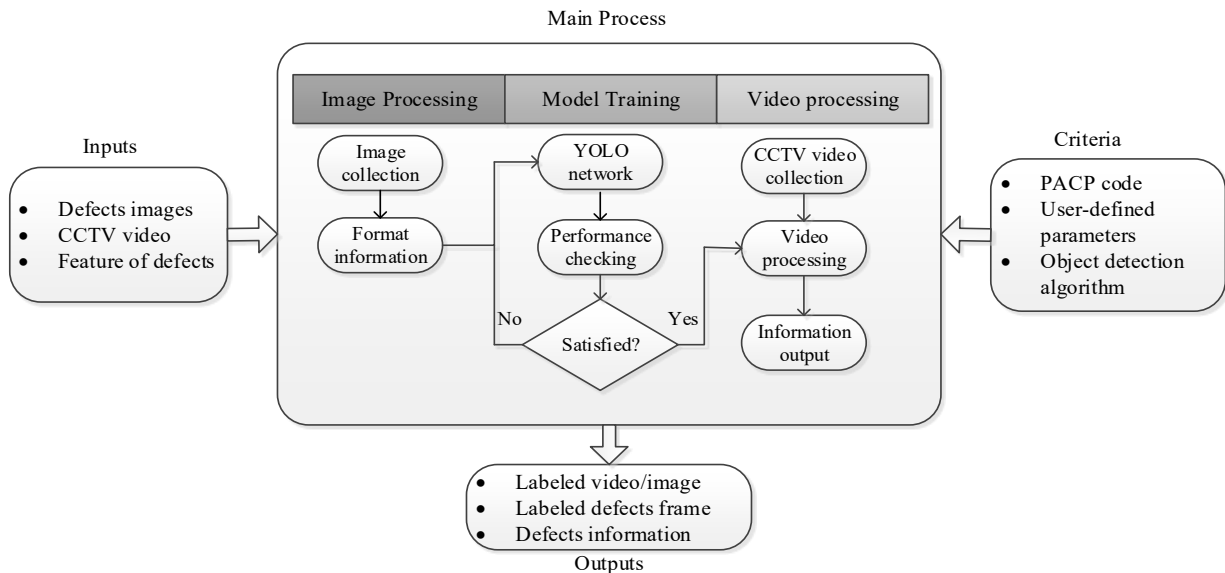 Main Process
Image Processing
Model Training
Video processing
Inputs
• Defects images
• CCTV video
• Feature of defects
Image
collection
Format
information
YOLO
network
Performance
checking
No
Satisfied?
Yes
CCTV video
collection
Video
processing
Information
output
Criteria
• PACP code
• User-defined
parameters
• Object detection
algorithm
• Labeled video/image
• Labeled defects frame
• Defects information
Outputs